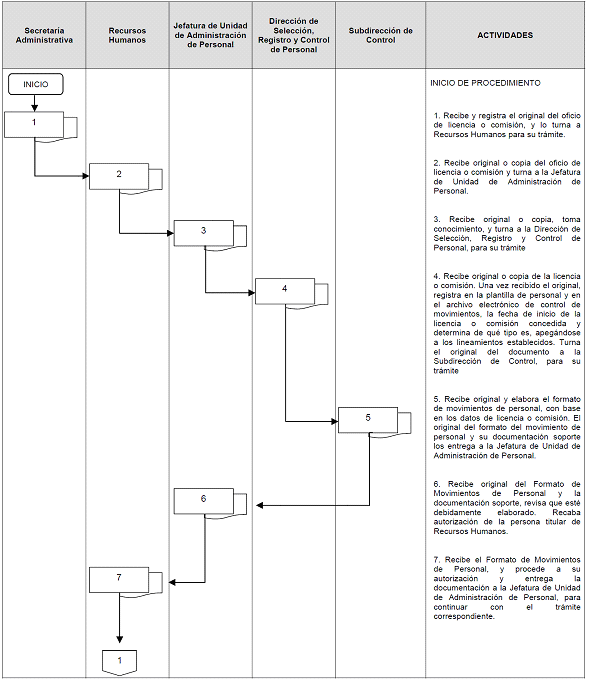 Secretaría
Administrativa
Recursos
Humanos
Jefatura de Unidad
de Administración
de Personal
Dirección de
Selección,
Registro y Control
de Personal
Subdirección de
Control
ACTIVIDADES
INICIO
INICIO DE PROCEDIMIENTO
1
1. Recibe y registra el original del oficio
de licencia o comisión, y lo turna a
Recursos Humanos para su trámite.
2
2. Recibe original o copia del oficio de
licencia o comisión y turna a la Jefatura
de Unidad de Administración de
Personal.
3
3. Recibe original o copia, toma
conocimiento, y turna a la Dirección de
Selección, Registro y Control de
Personal, para su trámite
4
4. Recibe original o copia de la licencia
o comisión. Una vez recibido el original,
registra en la plantilla de personal y en
el archivo electrónico de control de
movimientos, la fecha de inicio de la
licencia o comisión concedida y
determina de qué tipo es, apegándose
a los lineamientos establecidos. Turna
el original del documento a la
Subdirección de Control, para su
trámite
5
5. Recibe original y elabora el formato
de movimientos de personal, con base
en los datos de licencia o comisión. El
original del formato del movimiento de
personal y su documentación soporte
los entrega a la Jefatura de Unidad de
Administración de Personal.
6
6. Recibe original del Formato de
Movimientos de Personal y la
documentación soporte, revisa que esté
debidamente elaborado. Recaba
autorización de la persona titular de
Recursos Humanos.
7
7. Recibe el Formato de Movimientos
de Personal, y procede a su
autorización y entrega la
documentación a la Jefatura de Unidad
de Administración de Personal, para
continuar con el trámite
correspondiente.
1